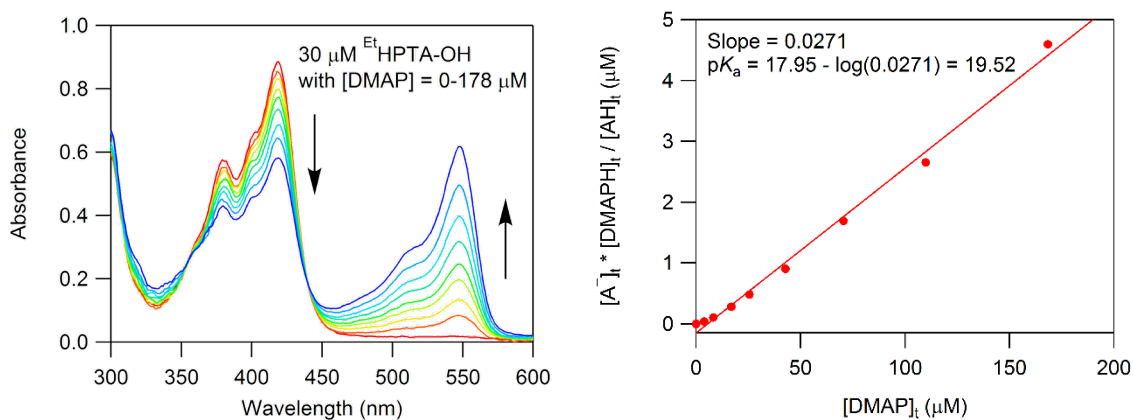 1.0
0.8
0.6
0.4
0.2
0.0
Absorbance
30 μM ᴱᵗHPTA-OH
with [DMAP] = 0-178 μM
300 350 400 450 500 550 600
Wavelength (nm)
5
4
3
2
1
0
[A⁻]ₜ * [DMAPH]ₜ / [AH]ₜ (μM)
Slope = 0.0271
pKₐ = 17.95 - log(0.0271) = 19.52
0 50 100 150 200
[DMAP]ₜ (μM)